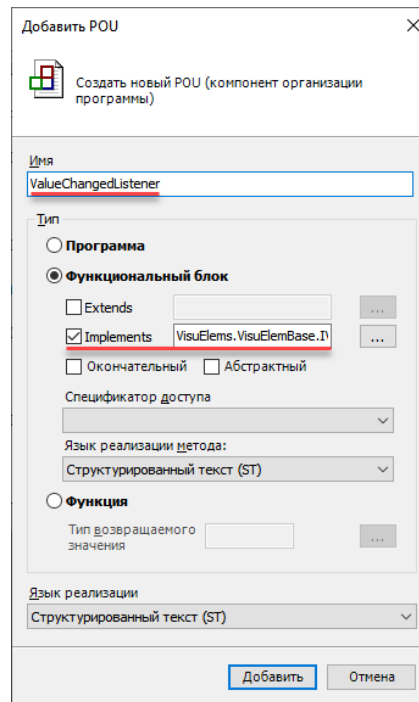 Добавить POU
Создать новый POU (компонент организации
программы)
Имя
ValueChangedListener
Тип
Программа
Функциональный блок
Extends
...
Implements
VisuElems.VisuElemBase.I
...
Окончательный
Абстрактный
Спецификатор доступа
Язык реализации метода:
Структурированный текст (ST)
Функция
Тип возвращаемого
значения
...
Язык реализации
Структурированный текст (ST)
Добавить
Отмена